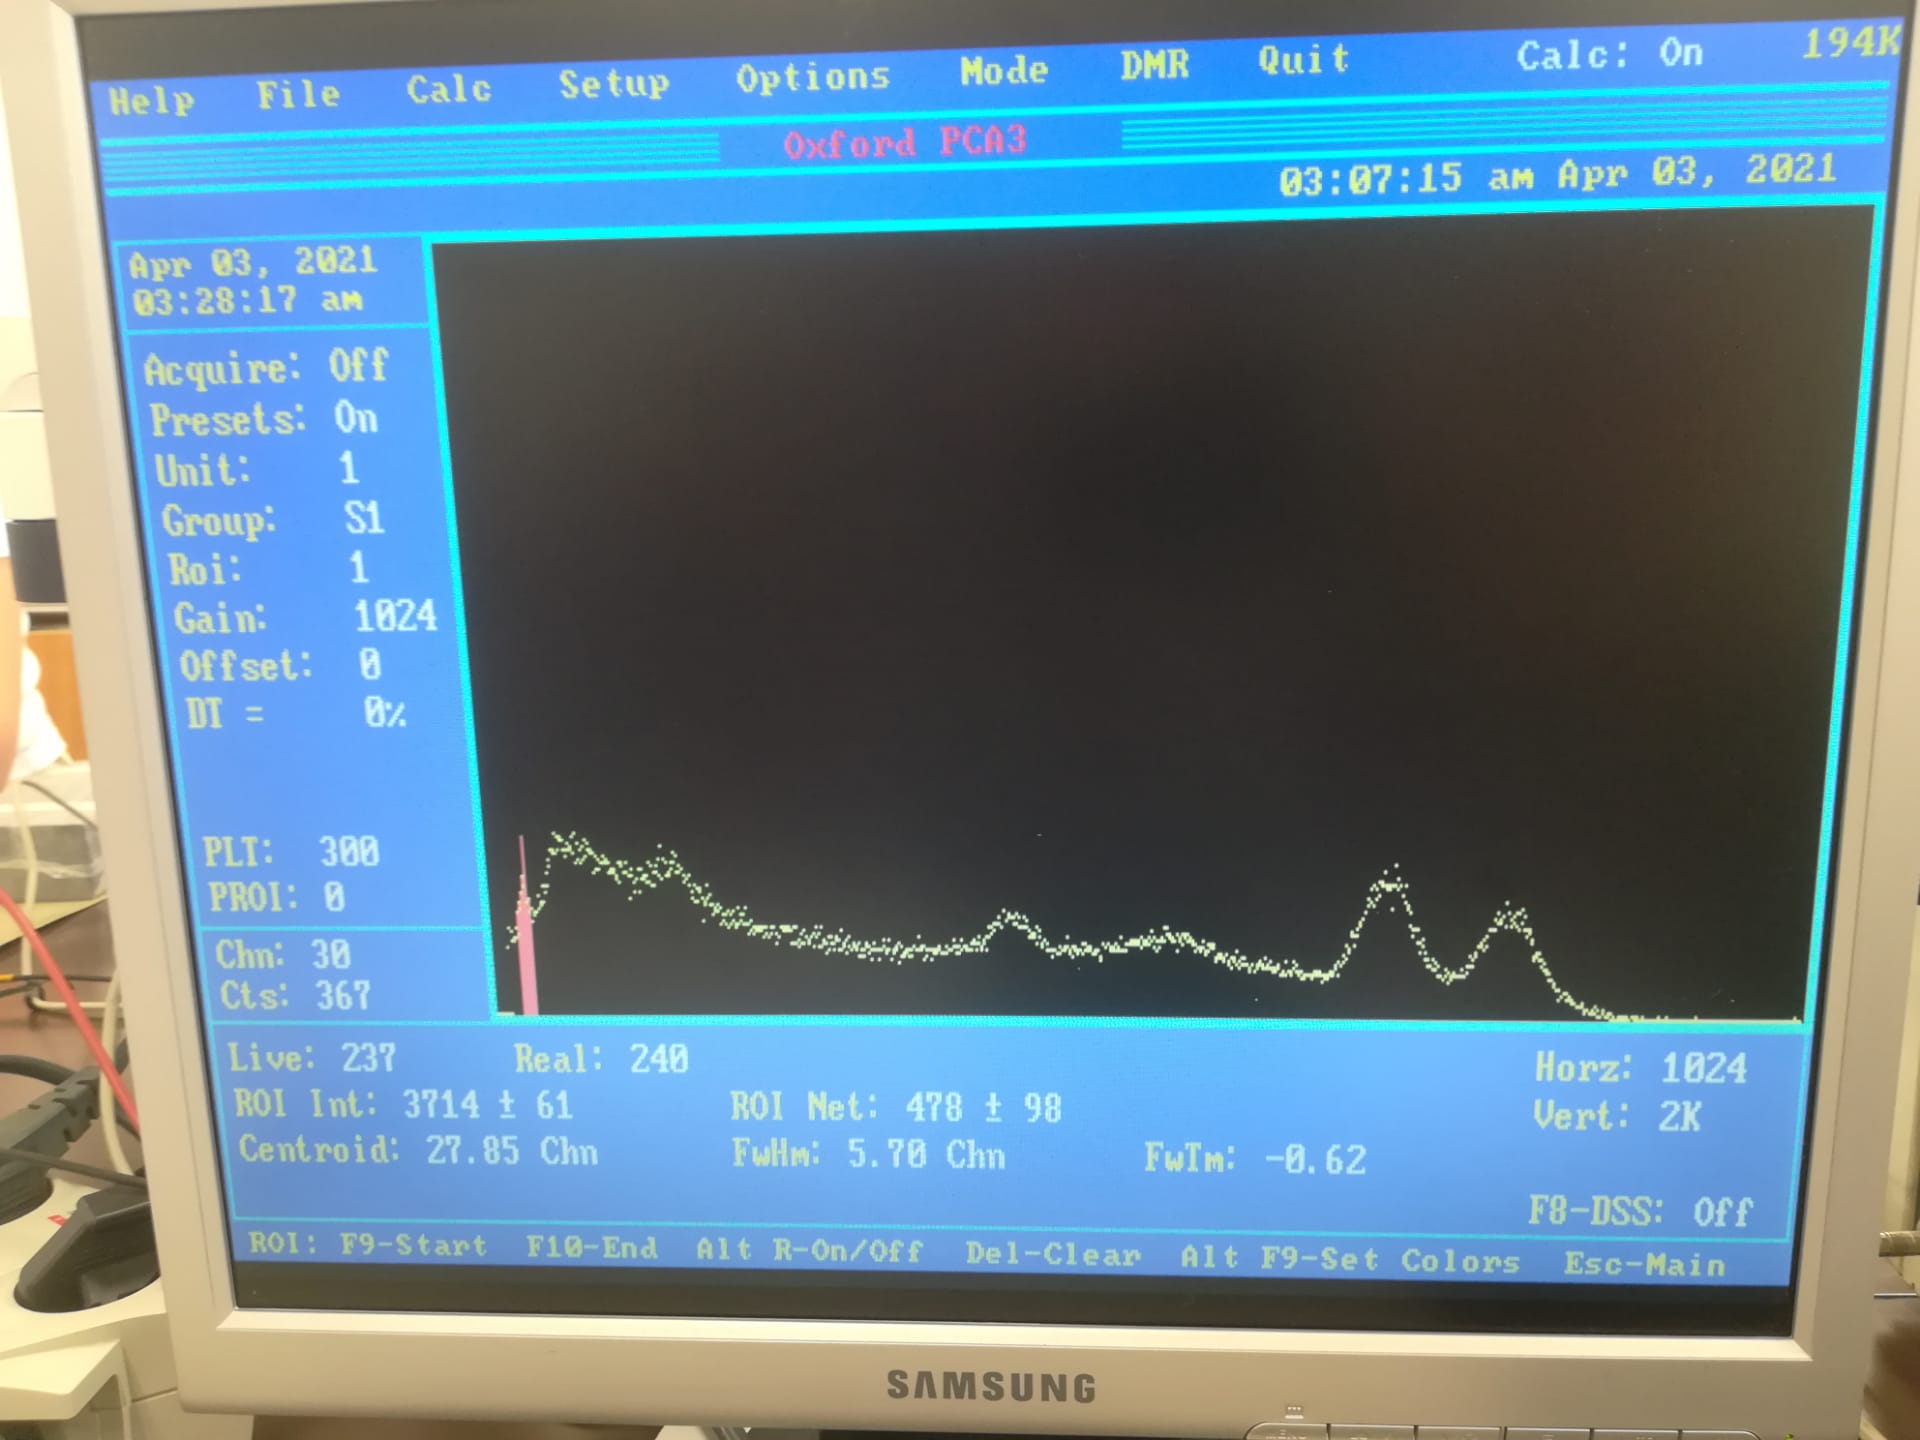 Help File Calc Setup Options Mode DMR Quit Calc: On 194K
Oxford PCA3
03:07:15 am Apr 03, 2021
Apr 03, 2021
03:28:17 am
Acquire: Off
Presets: On
Unit: 1
Group: S1
Roi: 1
Gain: 1024
Offset: 0
DT = 0%
PLT: 300
PROI: 0
Chn: 30
Cts: 367
Live: 237 Real: 240 Horz: 1024
ROI Int: 3714 ± 61 ROI Net: 478 ± 98 Vert: 2K
Centroid: 27.85 Chn FwHm: 5.70 Chn FwTm: -0.62
F8-DSS: Off
ROI: F9-Start F10-End Alt R-On/Off Del-Clear Alt F9-Set Colors Esc-Main
SAMSUNG